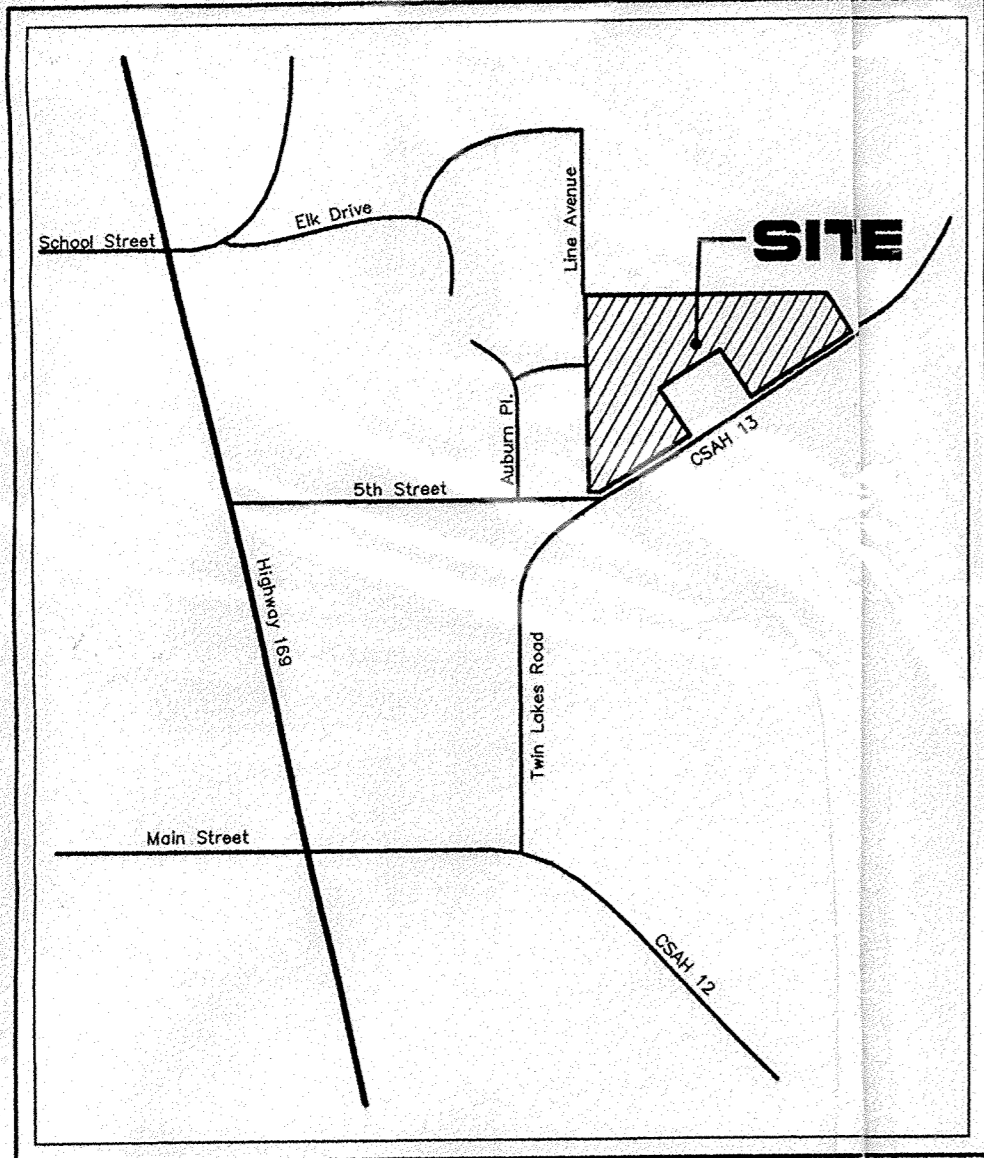 Elk Drive
School Street
Line Avenue
SITE
Auburn Pl.
CSAH 13
5th Street
Highway 169
Twin Lakes Road
Main Street
CSAH 12